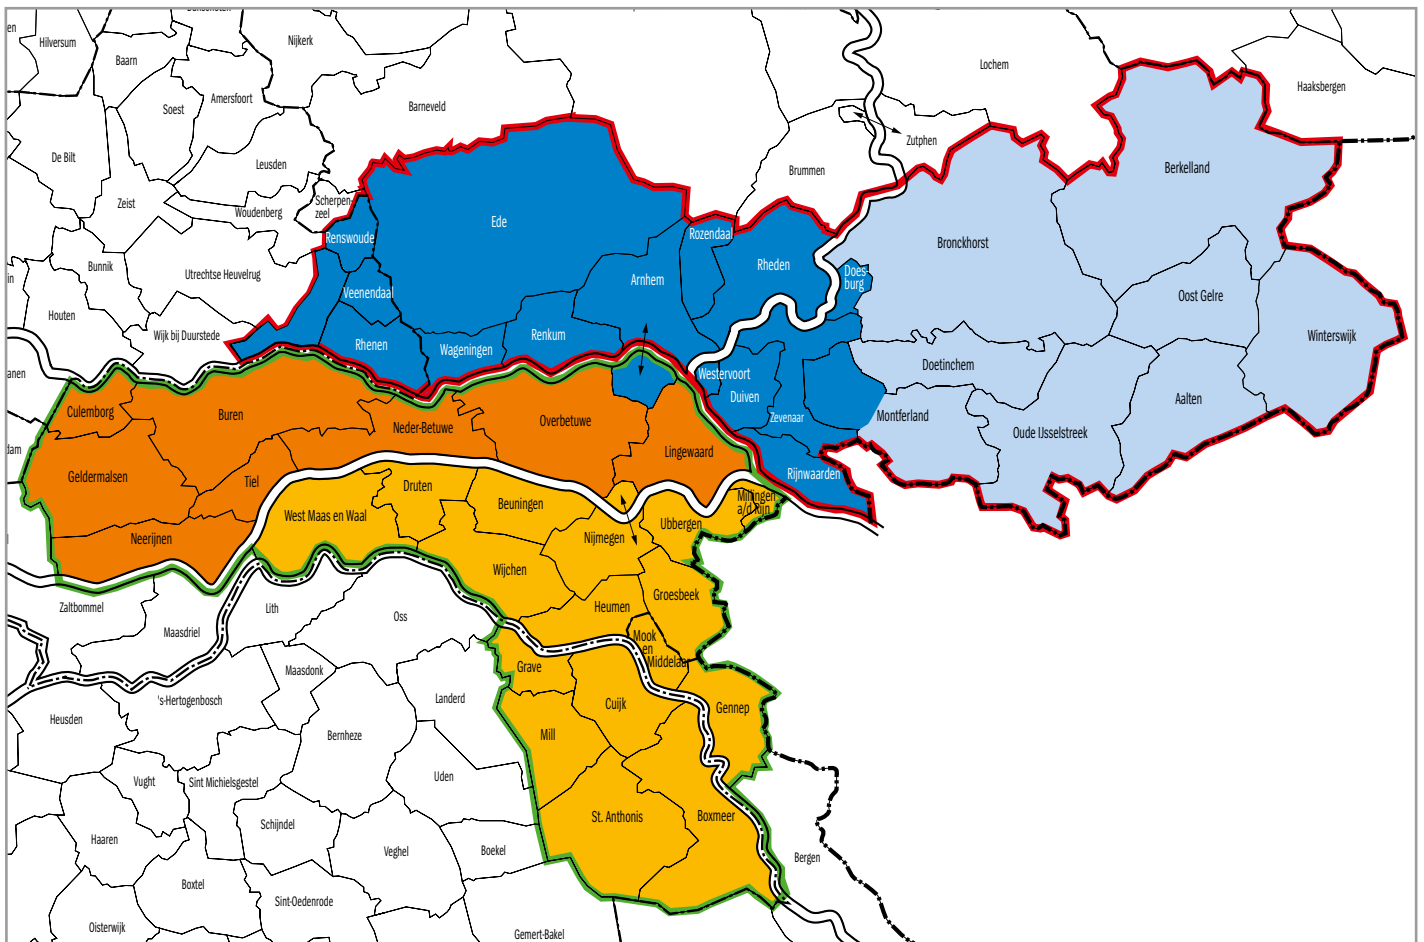 Hilversum
Nijkerk
Baarn
Soest
Amersfoort
Barneveld
Lochem
Haaksbergen
De Bilt
Leusden
Zutphen
Brummen
Berkelland
Zeist
Woudenberg
Scherpen-
zeel
Renswoude
Ede
Rozendaal
Bronckhorst
Bunnik
Utrechtse Heuvelrug
Veenendaal
Arnhem
Rheden
Does
burg
Oost Gelre
Houten
Wijk bij Duurstede
Rhenen
Wageningen
Renkum
Winterswijk
anen
Westervoort
Duiven
Doetinchem
Aalten
Culemborg
Buren
Neder-Betuwe
Overbetuwe
Zevenaar
Montferland
Oude IJsselstreek
dam
Geldermalsen
Tiel
Lingewaard
Rijnwaarden
Druten
Beuningen
Millingen
a/d Rijn
West Maas en Waal
Ubbergen
Neerijnen
Nijmegen
Wijchen
Groesbeek
Zaltbommel
Lith
Oss
Heumen
Maasdriel
Mook
en
Middelaar
Maasdonk
Grave
's-Hertogenbosch
Landerd
Cuijk
Gennep
Heusden
Bernheze
Mill
Vught
Sint Michielsgestel
Uden
Schijndel
St. Anthonis
Boxmeer
Haaren
Veghel
Boekel
Bergen
Boxtel
Sint-Oedenrode
Oisterwijk
Gemert-Bakel